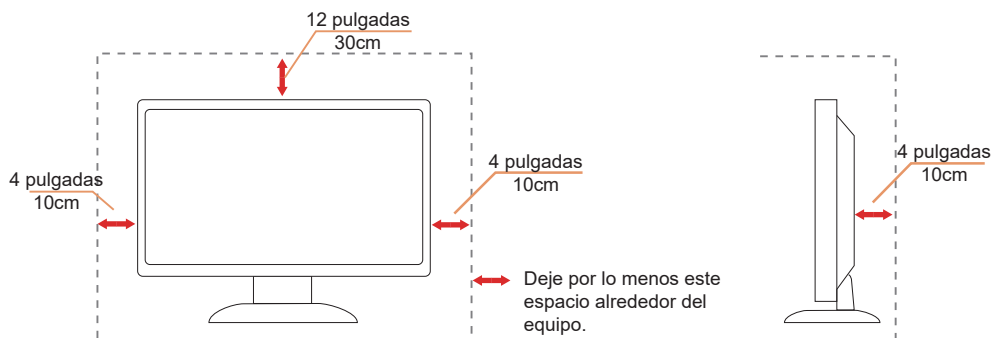 12 pulgadas
30cm
4 pulgadas
10cm
4 pulgadas
10cm
4 pulgadas
10cm
Deje por lo menos este
espacio alrededor del
equipo.